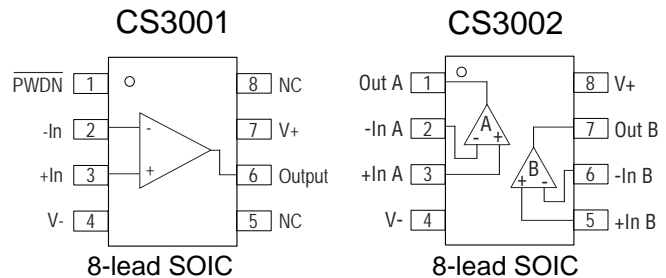 CS3001
PWDN 1 8 NC
-In 2 - 7 V+
+In 3 + 6 Output
V- 4 5 NC
8-lead SOIC
CS3002
Out A 1 8 V+
-In A 2 A - + 7 Out B
+In A 3 B + - 6 -In B
V- 4 5 +In B
8-lead SOIC